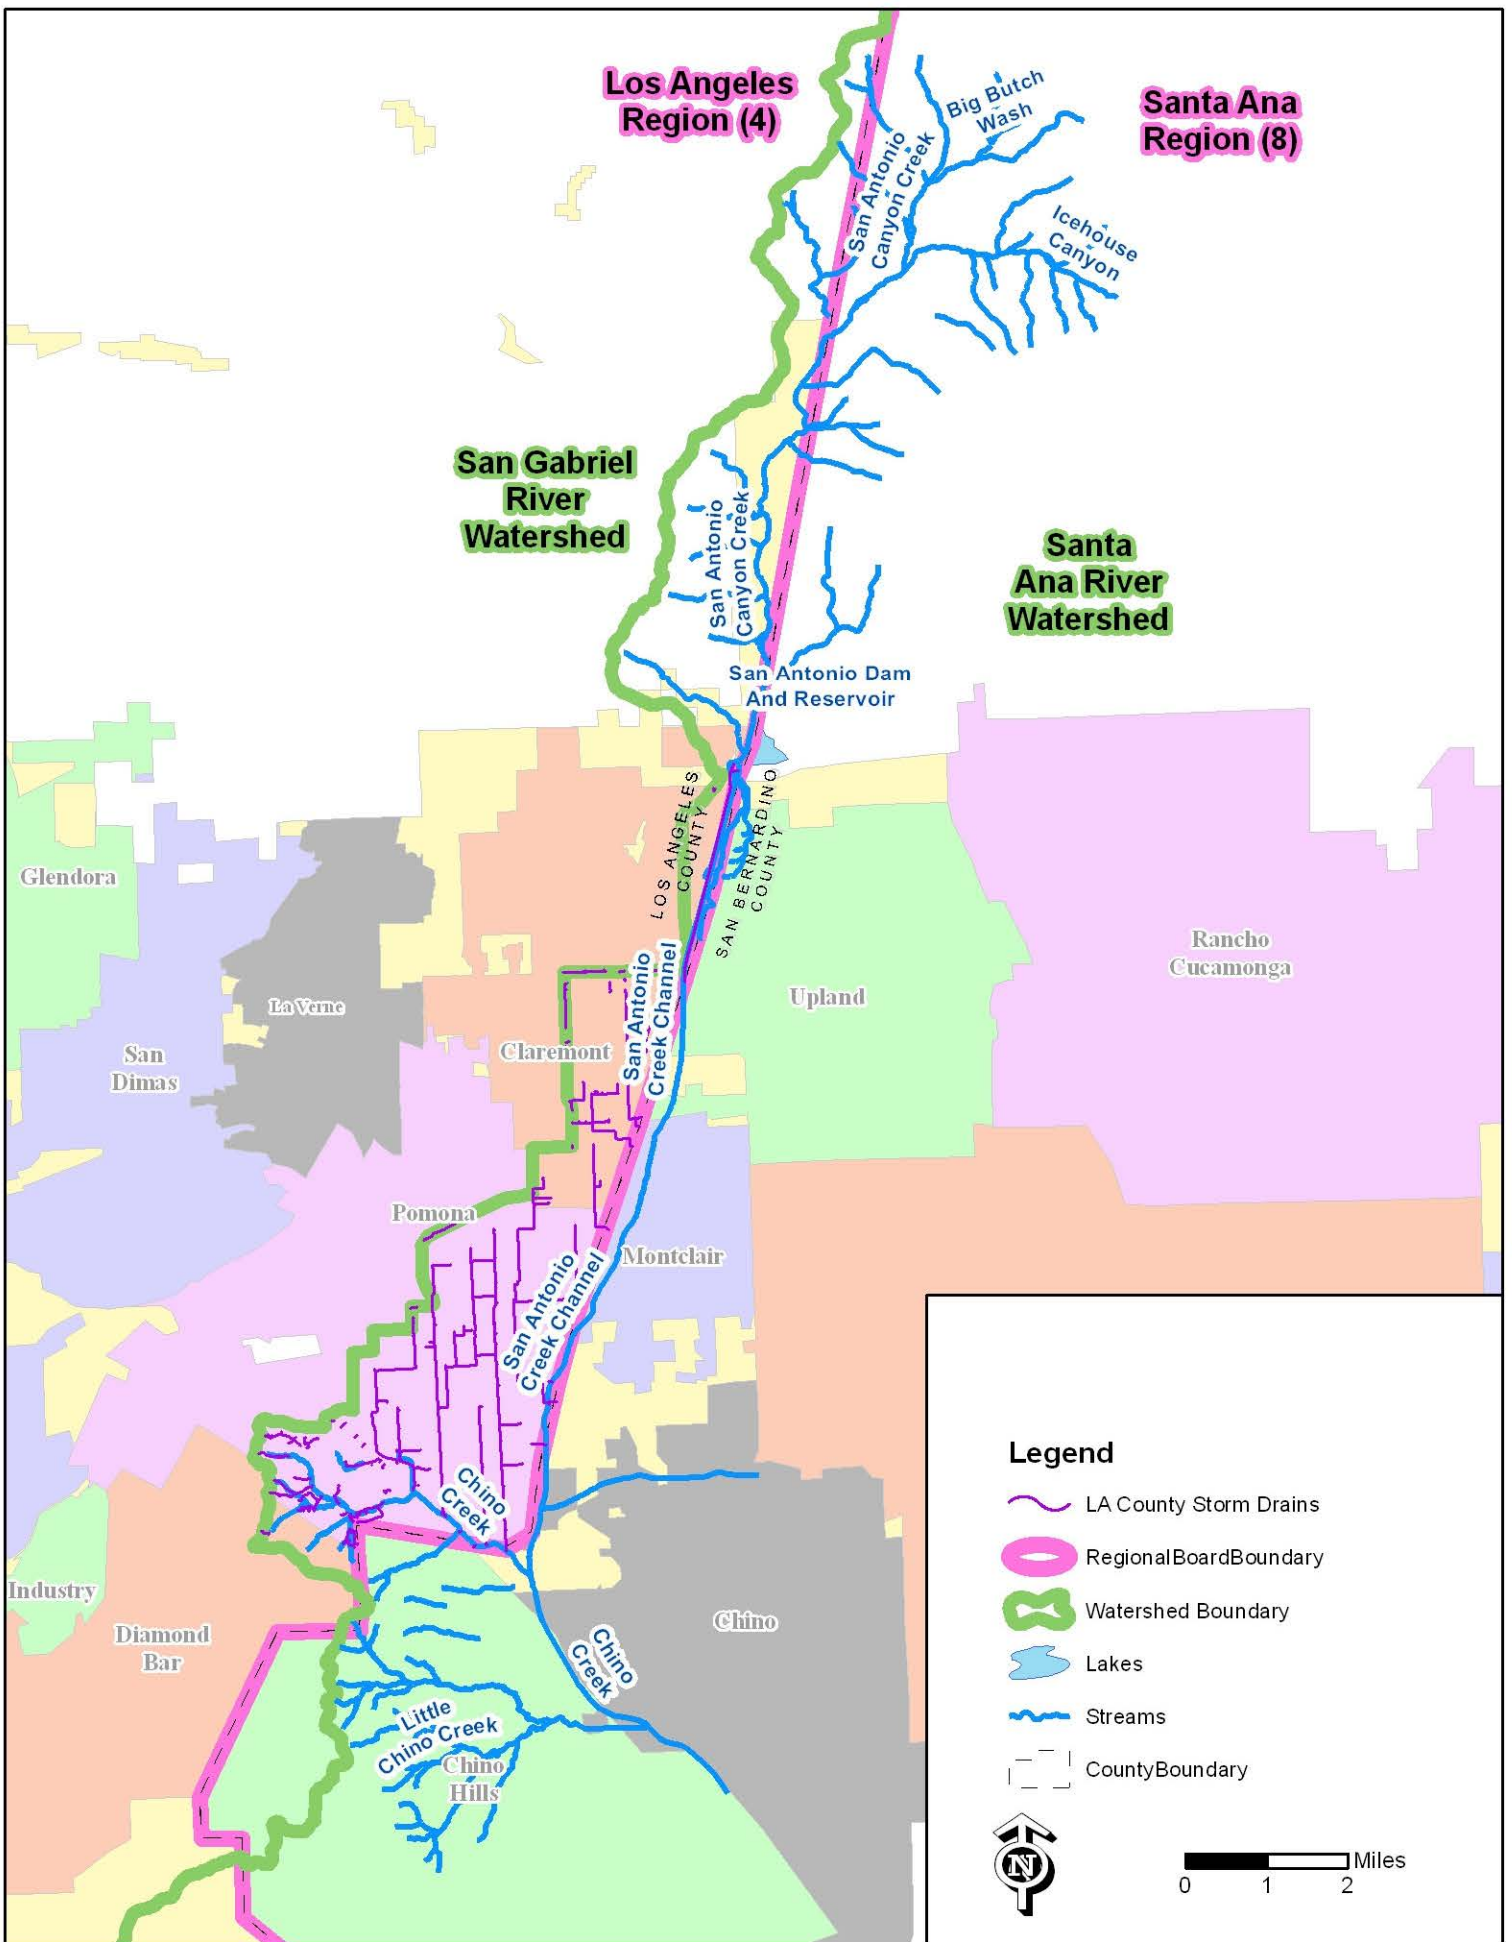 Los Angeles
Region (4)
Big Butch
Wash
Santa Ana
Region (8)
San Antonio
Canyon Creek
Icehouse
Canyon
San Gabriel
River
Watershed
San Antonio
Canyon Creek
Santa
Ana River
Watershed
San Antonio Dam
And Reservoir
LOS ANGELES
COUNTY
SAN BERNARDINO
COUNTY
Glendora
Rancho
Cucamonga
La Verne
San Antonio
Creek Channel
Upland
San
Dimas
Claremont
Pomona
Montclair
San Antonio
Creek Channel
Chino
Creek
Industry
Diamond
Bar
Chino
Chino
Creek
Little
Chino Creek
Chino
Hills
Legend
LA County Storm Drains
RegionalBoardBoundary
Watershed Boundary
Lakes
Streams
CountyBoundary
N
Miles
0 1 2